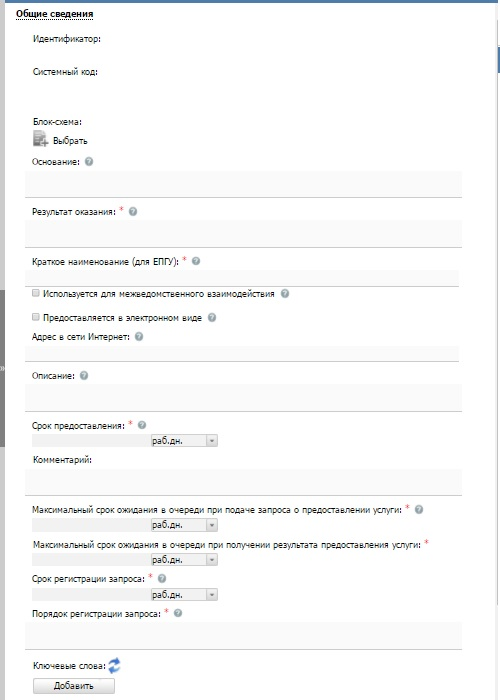 Общие сведения
Идентификатор:
Системный код:
Блок-схема:
Выбрать
Основание:
Результат оказания: *
Краткое наименование (для ЕПГУ): *
Используется для межведомственного взаимодействия
Предоставляется в электронном виде
Адрес в сети Интернет:
Описание:
Срок предоставления: *
раб.дн.
Комментарий:
Максимальный срок ожидания в очереди при подаче запроса о предоставлении услуги: *
раб.дн.
Максимальный срок ожидания в очереди при получении результата предоставления услуги: *
раб.дн.
Срок регистрации запроса: *
раб.дн.
Порядок регистрации запроса: *
Ключевые слова:
Добавить